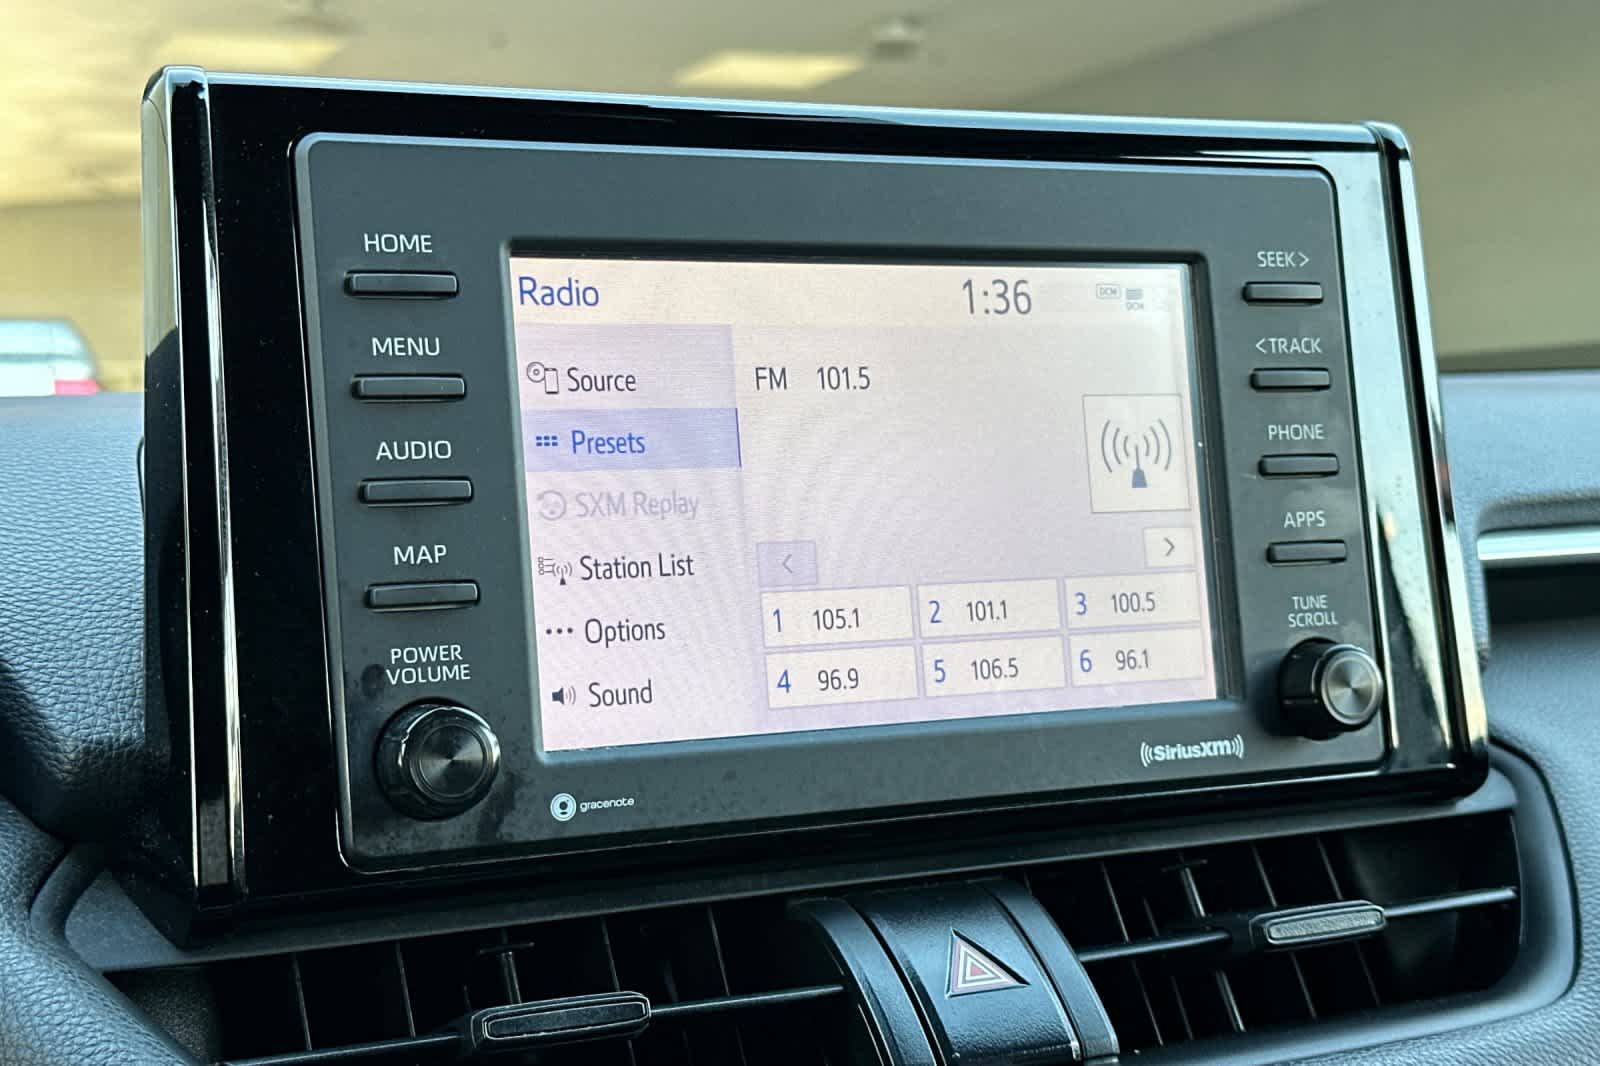 HOME
MENU
AUDIO
MAP
POWER
VOLUME
Radio
1:36
DCM
DCM
Source
Presets
SXM Replay
Station List
Options
Sound
FM 101.5
<
>
1 105.1
2 101.1
3 100.5
4 96.9
5 106.5
6 96.1
SEEK >
< TRACK
PHONE
APPS
TUNE
SCROLL
gracenote
((SiriusXM))